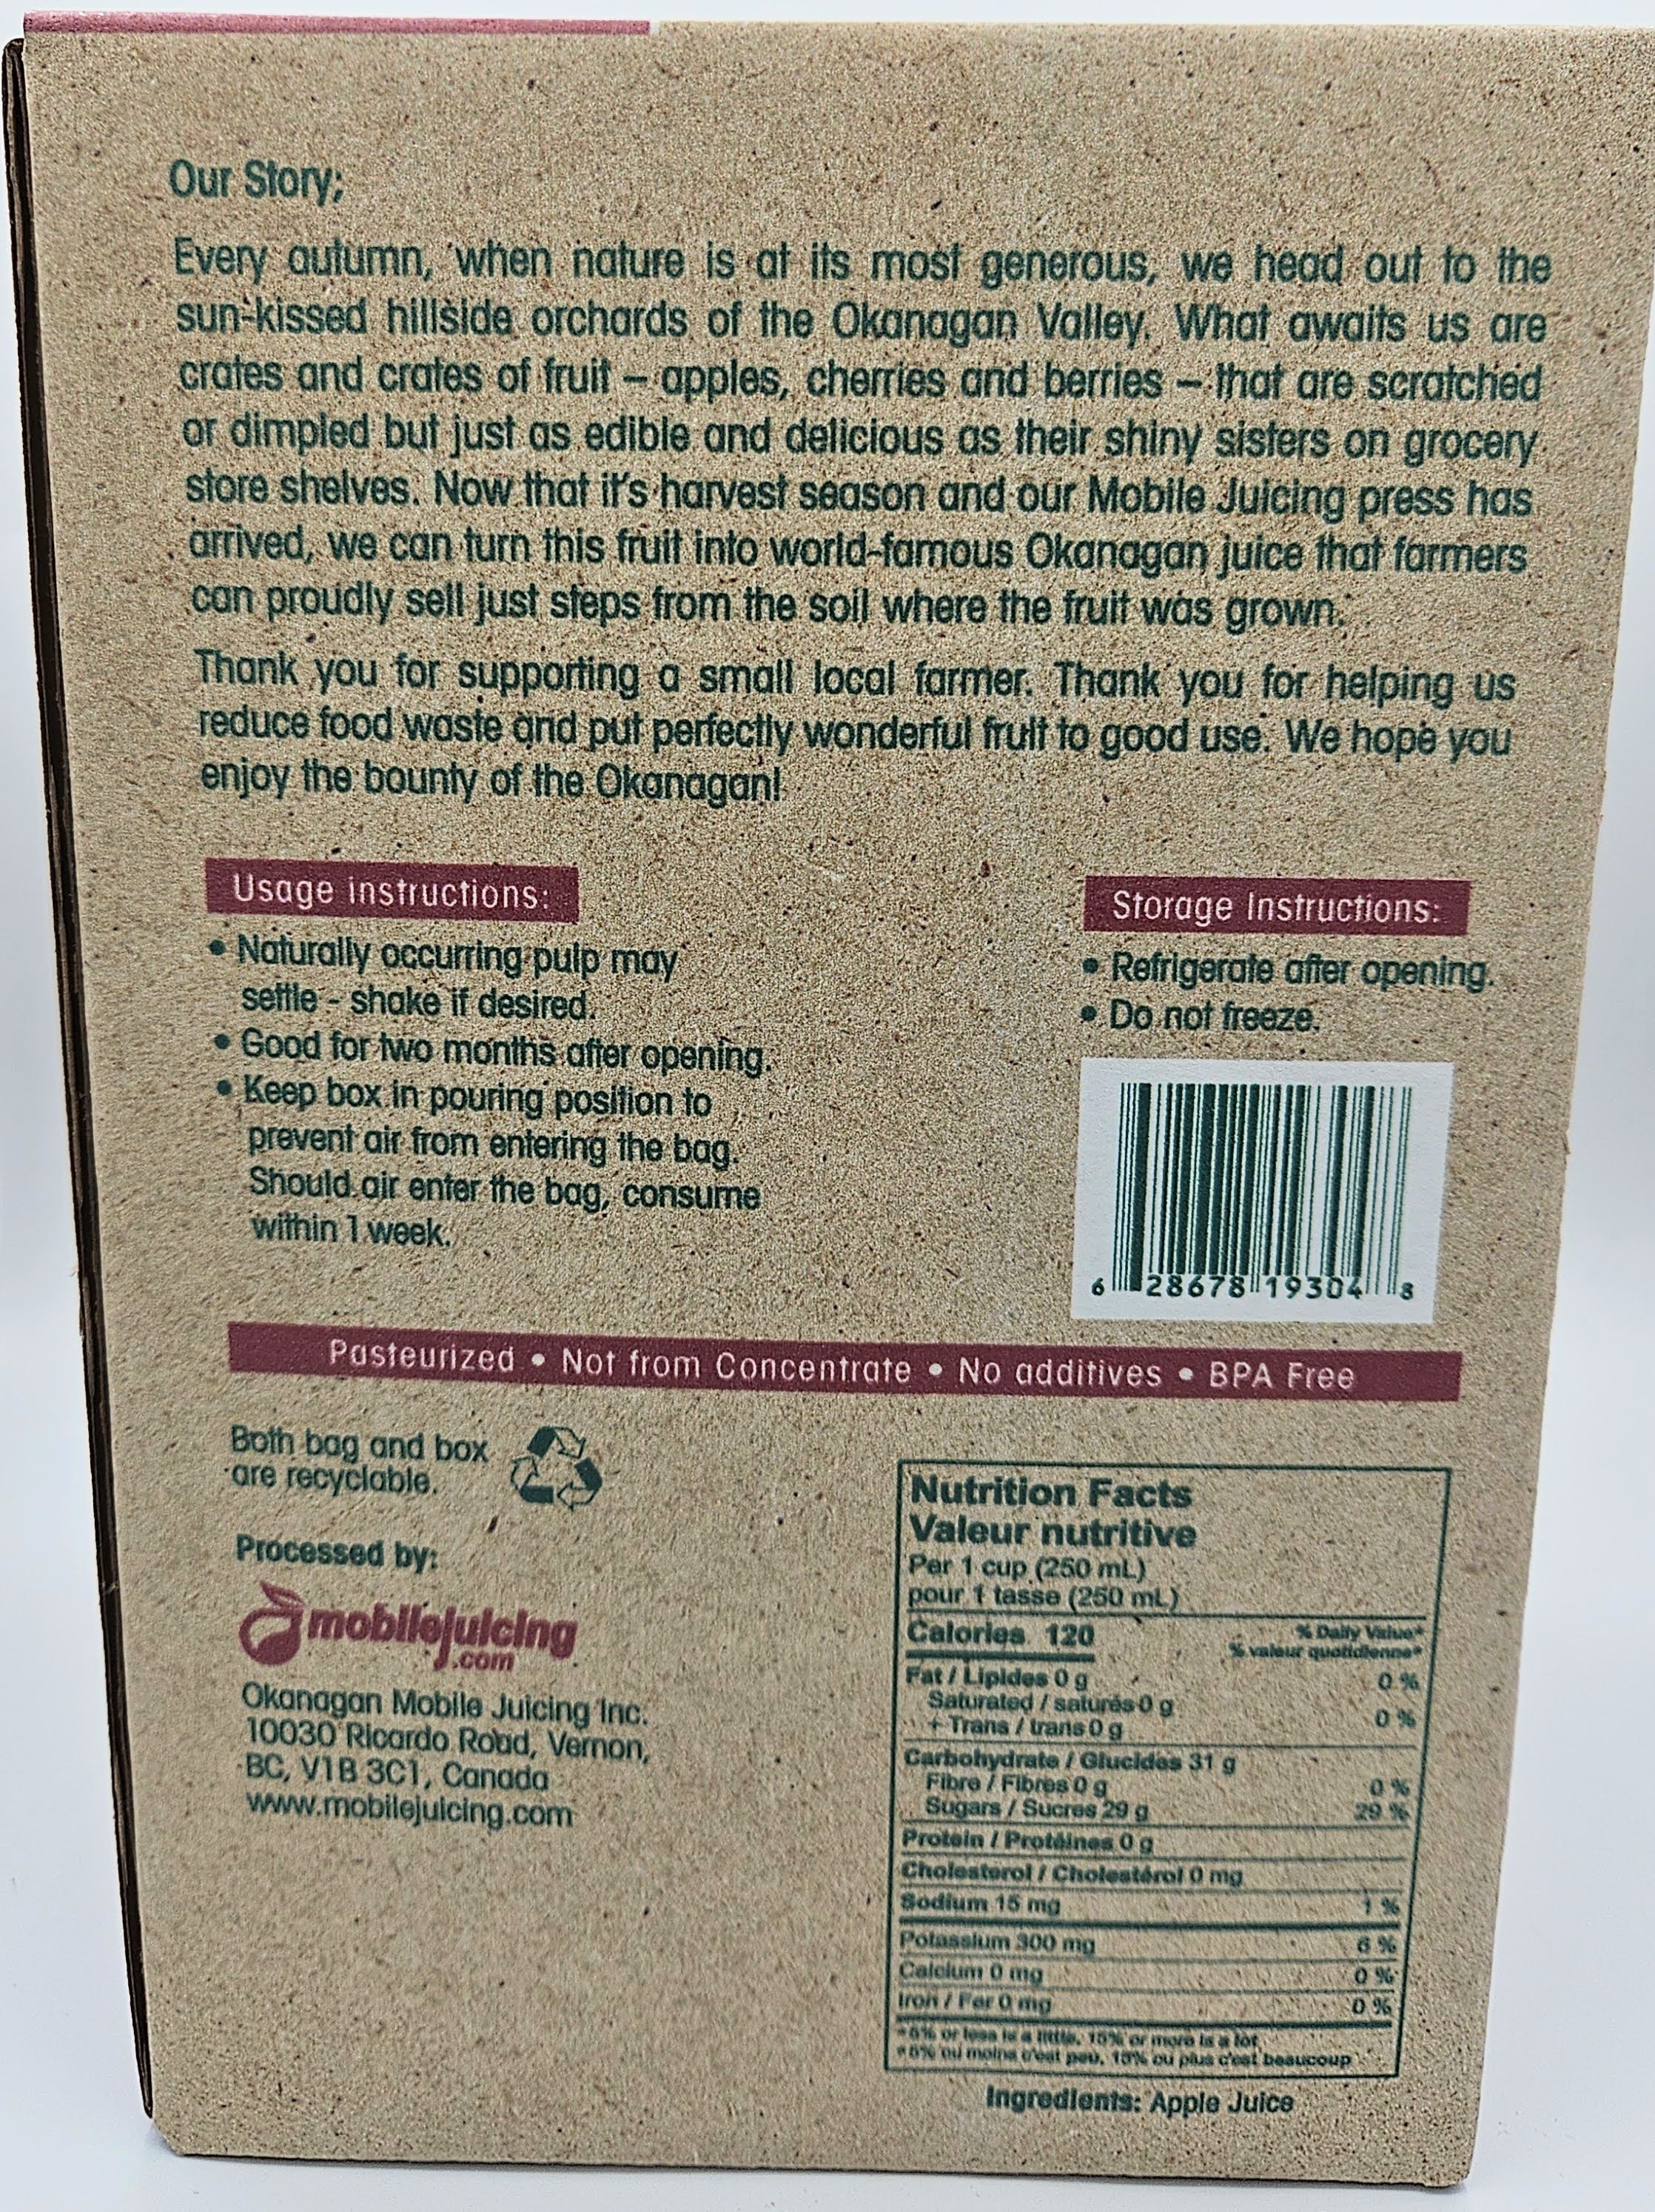 Our Story;
Every autumn, when nature is at its most generous, we head out to the
sun-kissed hillside orchards of the Okanagan Valley. What awaits us are
crates and crates of fruit – apples, cherries and berries – that are scratched
or dimpled but just as edible and delicious as their shiny sisters on grocery
store shelves. Now that it's harvest season and our Mobile Juicing press has
arrived, we can turn this fruit into world-famous Okanagan juice that farmers
can proudly sell just steps from the soil where the fruit was grown.
Thank you for supporting a small local farmer. Thank you for helping us
reduce food waste and put perfectly wonderful fruit to good use. We hope you
enjoy the bounty of the Okanagan!
Usage instructions:
• Naturally occurring pulp may
settle - shake if desired.
• Good for two months after opening.
• Keep box in pouring position to
prevent air from entering the bag.
Should air enter the bag, consume
within 1 week.
Storage Instructions:
• Refrigerate after opening.
• Do not freeze.
6 28678 19304 8
Pasteurized • Not from Concentrate • No additives • BPA Free
Both bag and box
are recyclable.
Processed by:
mobilejuicing
.com
Okanagan Mobile Juicing Inc.
10030 Ricardo Road, Vernon,
BC, V1B 3C1, Canada
www.mobilejuicing.com
Nutrition Facts
Valeur nutritive
Per 1 cup (250 mL)
pour 1 tasse (250 mL)
Calories 120
% Daily Value*
% valeur quotidienne*
Fat / Lipides 0 g 0 %
Saturated / saturés 0 g
+ Trans / trans 0 g 0 %
Carbohydrate / Glucides 31 g
Fibre / Fibres 0 g 0 %
Sugars / Sucres 29 g 29 %
Protein / Protéines 0 g
Cholesterol / Cholestérol 0 mg
Sodium 15 mg 1 %
Potassium 300 mg 6 %
Calcium 0 mg 0 %
Iron / Fer 0 mg 0 %
*5% or less is a little, 15% or more is a lot
*5% ou moins c'est peu, 15% ou plus c'est beaucoup
Ingredients: Apple Juice